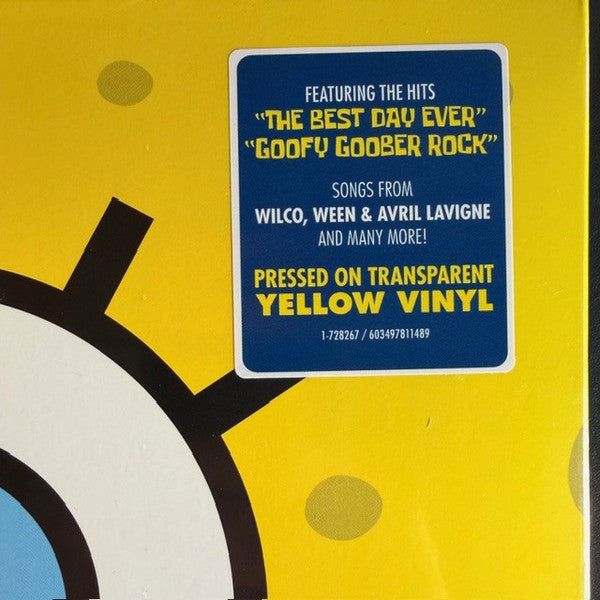 FEATURING THE HITS
"THE BEST DAY EVER"
"GOOFY GOOBER ROCK"
SONGS FROM
WILCO, WEEN & AVRIL LAVIGNE
AND MANY MORE!
PRESSED ON TRANSPARENT
YELLOW VINYL
1-728267 / 603497811489